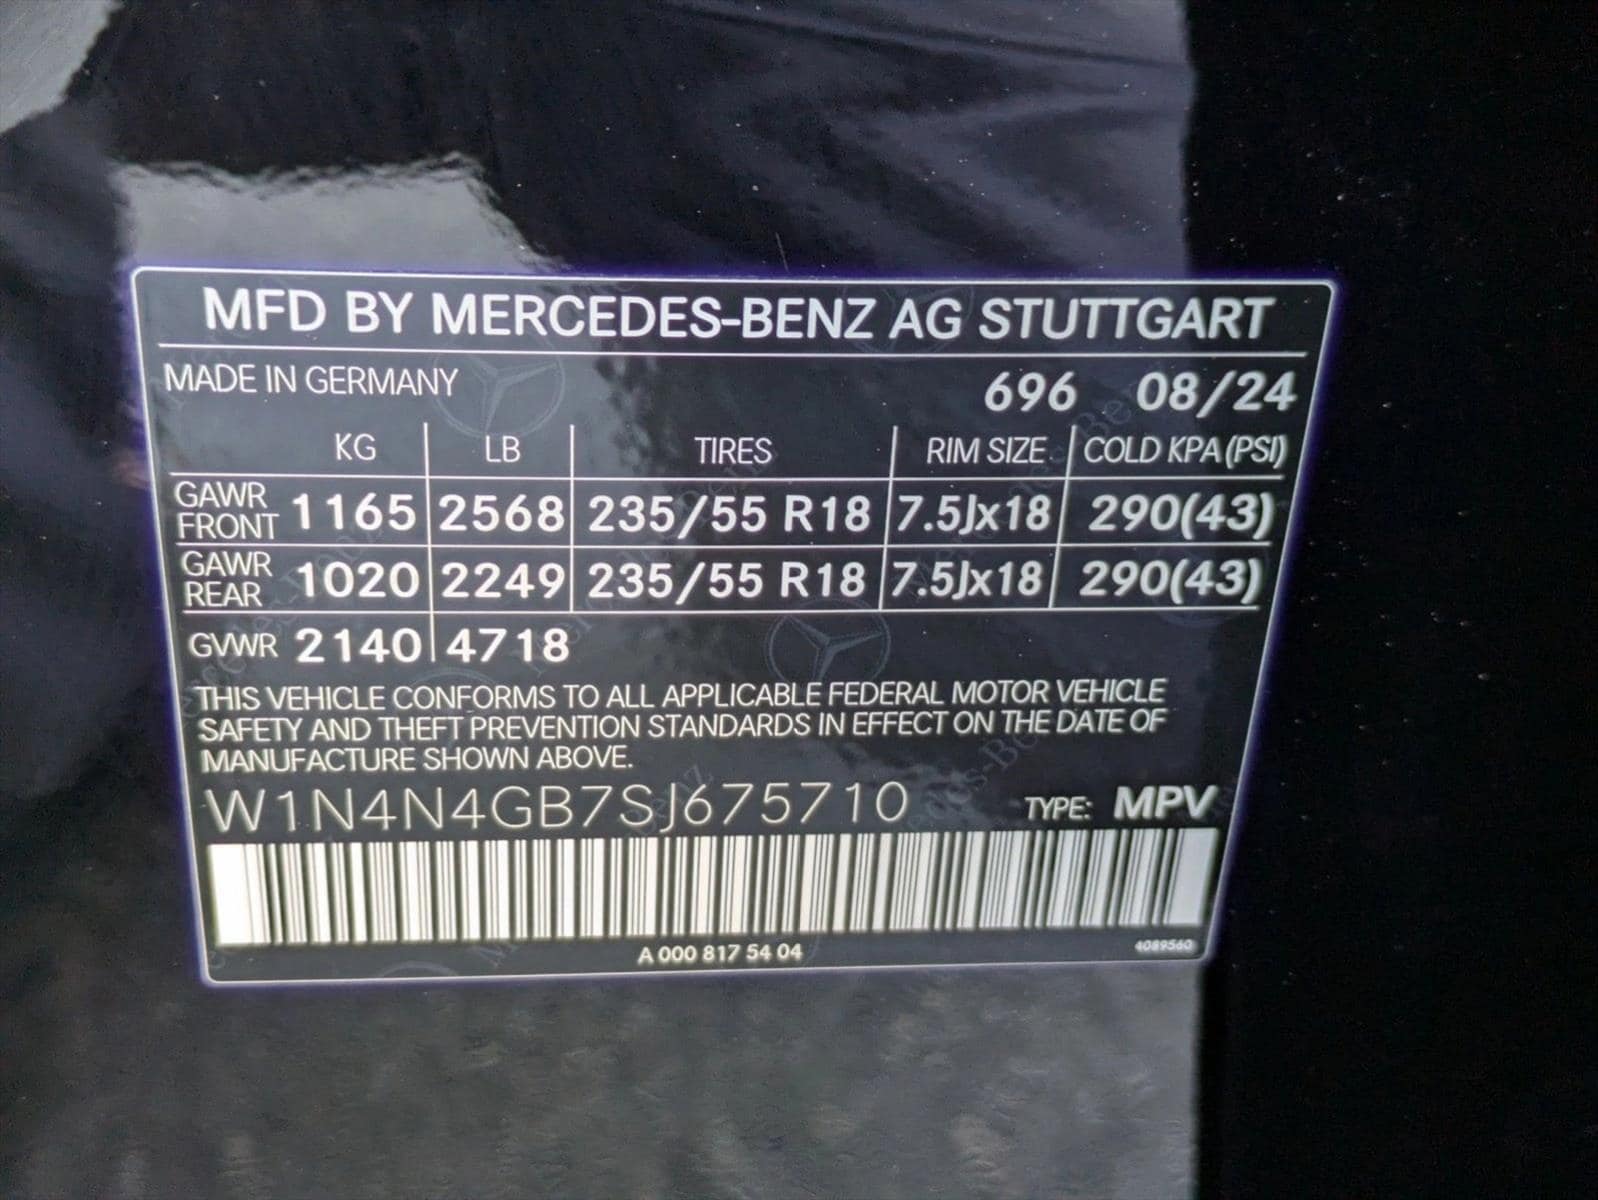 MFD BY MERCEDES-BENZ AG STUTTGART
MADE IN GERMANY 696 08/24
KG LB TIRES RIM SIZE COLD KPA (PSI)
GAWR FRONT 1165 2568 235/55 R18 7.5Jx18 290(43)
GAWR REAR 1020 2249 235/55 R18 7.5Jx18 290(43)
GVWR 2140 4718
THIS VEHICLE CONFORMS TO ALL APPLICABLE FEDERAL MOTOR VEHICLE
SAFETY AND THEFT PREVENTION STANDARDS IN EFFECT ON THE DATE OF
MANUFACTURE SHOWN ABOVE.
W1N4N4GB7SJ675710 TYPE: MPV
A 000 817 54 04 4089560